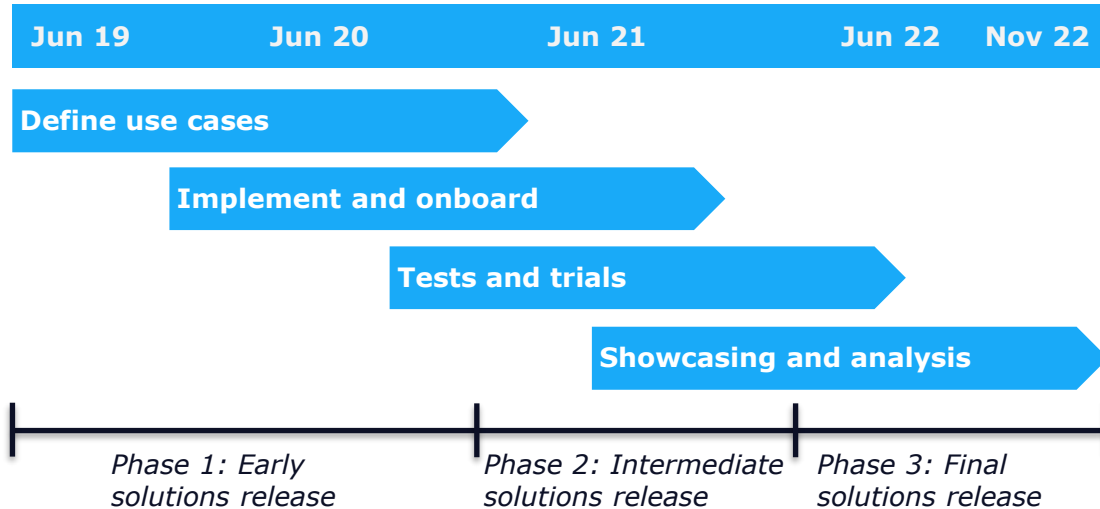 Jun 19 Jun 20 Jun 21 Jun 22 Nov 22
Define use cases
Implement and onboard
Tests and trials
Showcasing and analysis
Phase 1: Early
solutions release
Phase 2: Intermediate
solutions release
Phase 3: Final
solutions release